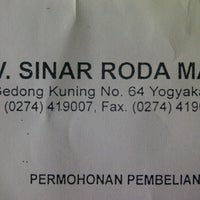 V. SINAR RODA MA
Gedong Kuning No. 64 Yogyaka
(0274) 419007, Fax. (0274) 419
PERMOHONAN PEMBELIAN